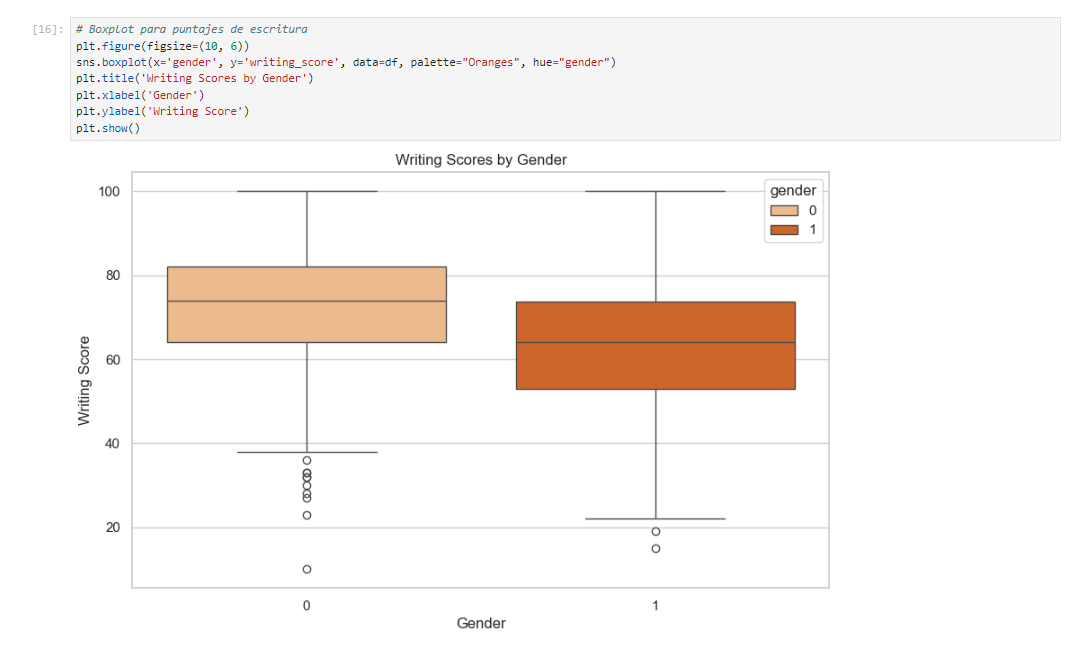 [16]: # Boxplot para puntajes de escritura
plt.figure(figsize=(10, 6))
sns.boxplot(x='gender', y='writing_score', data=df, palette="Oranges", hue="gender")
plt.title('Writing Scores by Gender')
plt.xlabel('Gender')
plt.ylabel('Writing Score')
plt.show()
Writing Scores by Gender
gender
0
1
100
80
60
40
20
Writing Score
0 1
Gender